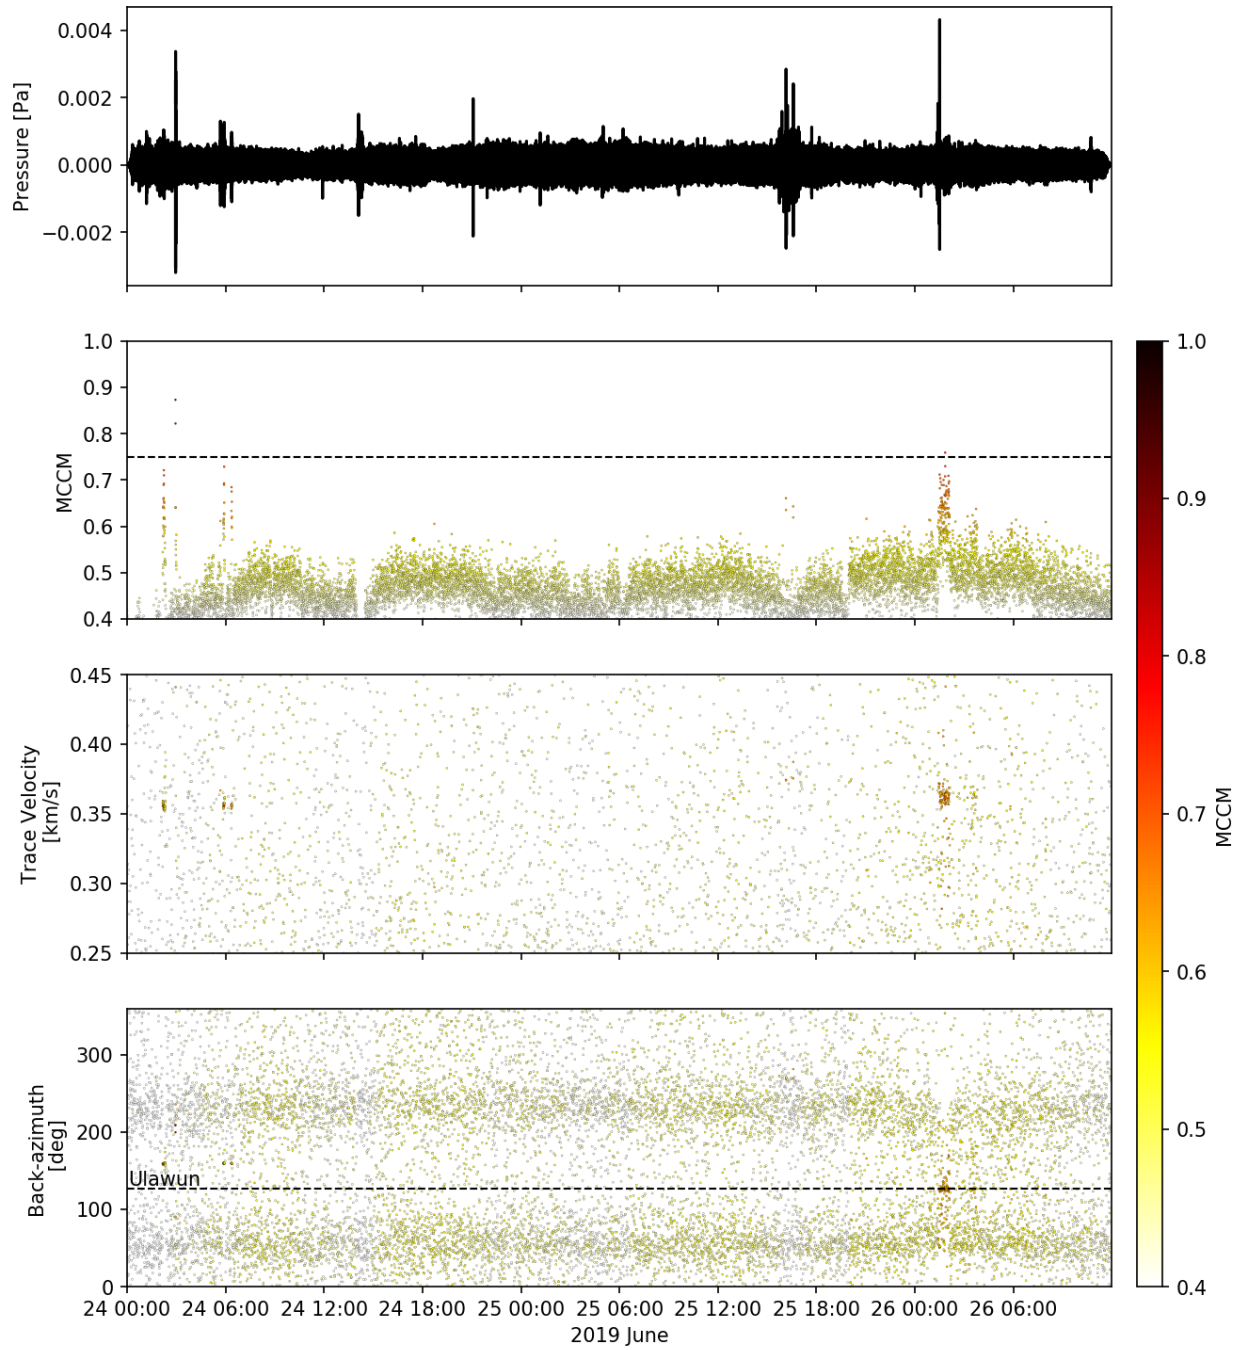 0.004
0.002
0.000
−0.002
Pressure [Pa]
1.0
0.9
0.8
0.7
0.6
0.5
0.4
MCCM
0.45
0.40
0.35
0.30
0.25
Trace Velocity
[km/s]
300
200
100
0
Back-azimuth
[deg]
Ulawun
24 00:00 24 06:00 24 12:00 24 18:00 25 00:00 25 06:00 25 12:00 25 18:00 26 00:00 26 06:00
2019 June
1.0
0.9
0.8
0.7
0.6
0.5
0.4
MCCM